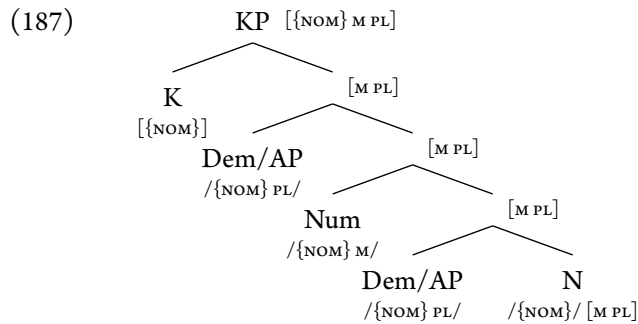 (187)
KP [{NOM} M PL]
K
[{NOM}]
[M PL]
Dem/AP
/{NOM} PL/
[M PL]
Num
/{NOM} M/
[M PL]
Dem/AP
/{NOM} PL/
N
/{NOM}/ [M PL]